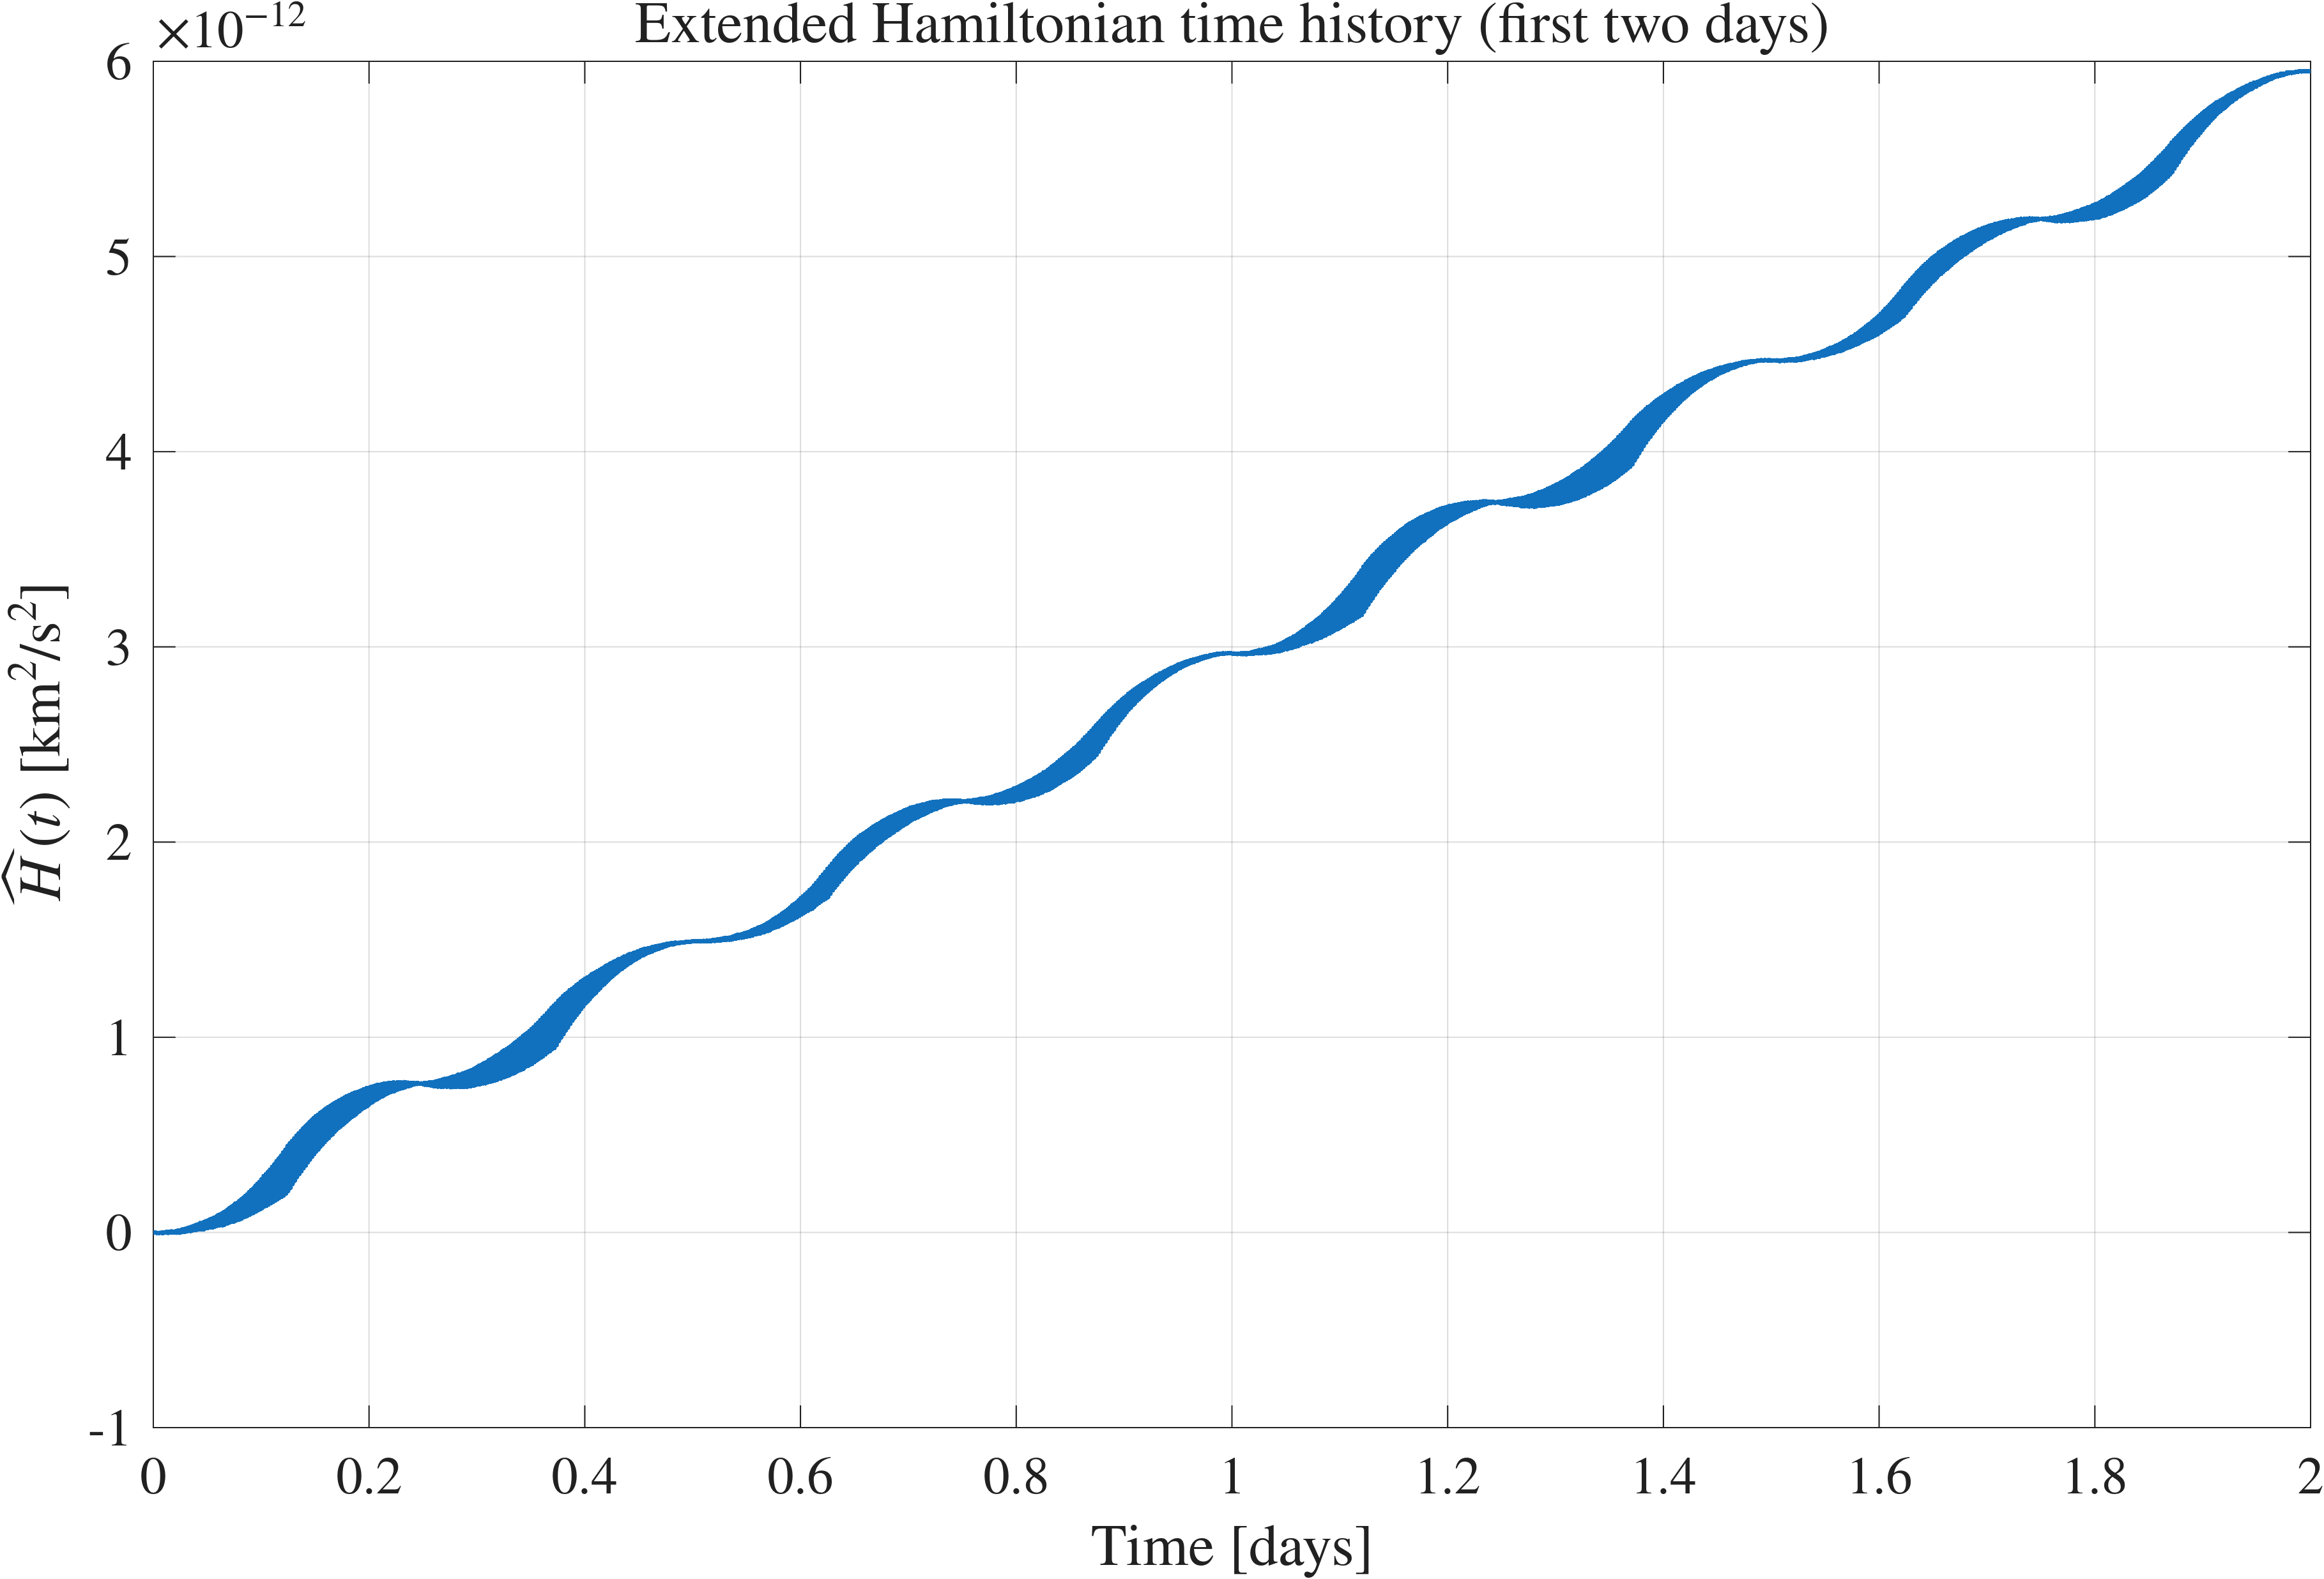 Extended Hamiltonian time history (first two days)
×10⁻¹²
6
5
4
3
2
1
0
-1
Ĥ(t) [km²/s²]
0 0.2 0.4 0.6 0.8 1 1.2 1.4 1.6 1.8 2
Time [days]